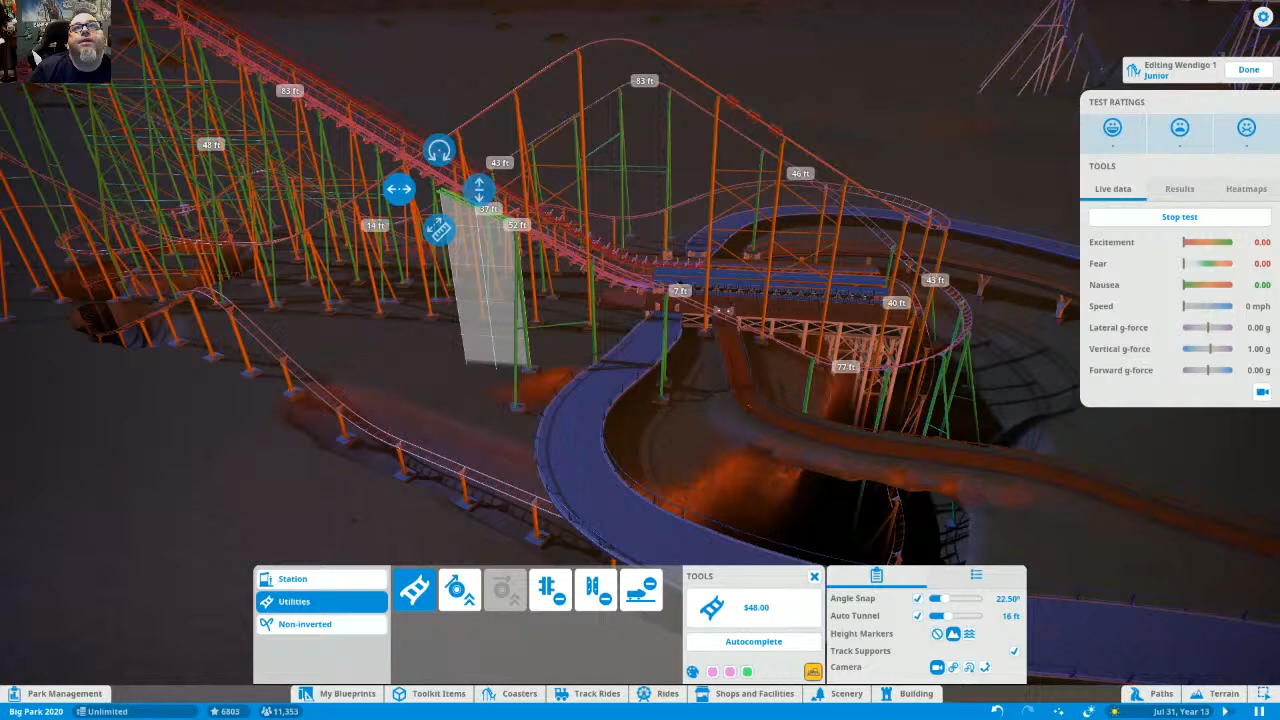 Editing Wendigo 1
Junior
Done
TEST RATINGS
TOOLS
Live data
Results
Heatmaps
Stop test
Excitement 0.00
Fear 0.00
Nausea 0.00
Speed 0 mph
Lateral g-force 0.00 g
Vertical g-force 1.00 g
Forward g-force 0.00 g
83 ft
83 ft
48 ft
43 ft
46 ft
37 ft
14 ft
52 ft
7 ft
43 ft
40 ft
77 ft
Station
Utilities
Non-inverted
TOOLS
$48.00
Autocomplete
Angle Snap 22.50º
Auto Tunnel 16 ft
Height Markers
Track Supports
Camera
Park Management
My Blueprints
Toolkit Items
Coasters
Track Rides
Rides
Shops and Facilities
Scenery
Building
Paths
Terrain
Big Park 2020
Unlimited
6803
11,353
Jul 31, Year 13